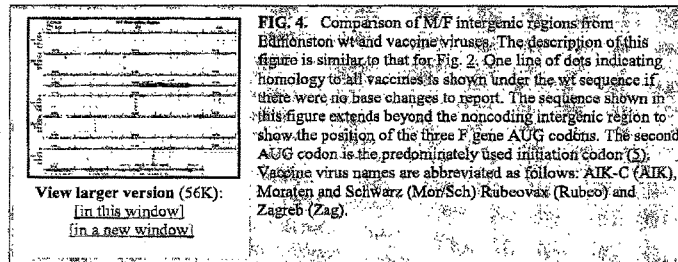 FIG. 4. Comparison of M/F intergenic regions from
Edmonston wt and vaccine viruses. The description of this
figure is similar to that for Fig. 2. One line of dots indicating
homology to all vaccines is shown under the wt sequence if
there were no base changes to report. The sequence shown in
this figure extends beyond the noncoding intergenic region to
show the position of the three F gene AUG codons. The second
AUG codon is the predominately used initiation codon (5).
Vaccine virus names are abbreviated as follows: AIK-C (AIK),
Moraten and Schwarz (Mor/Sch) Rubeovax (Rubeo) and
Zagreb (Zag).
View larger version (56K):
[in this window]
[in a new window]